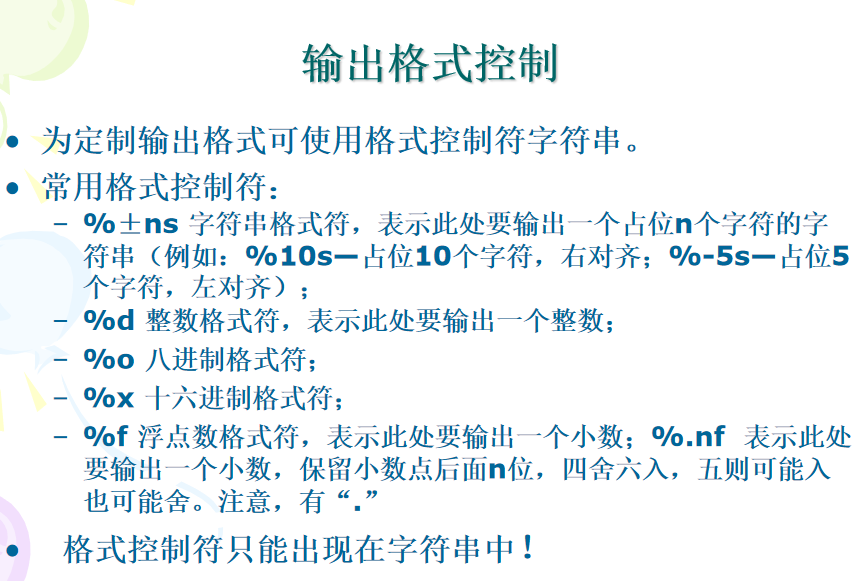 输出格式控制
• 为定制输出格式可使用格式控制符字符串。
• 常用格式控制符：
– %±ns 字符串格式符，表示此处要输出一个占位n个字符的字
符串（例如：%10s—占位10个字符，右对齐；%-5s—占位5
个字符，左对齐）；
– %d 整数格式符，表示此处要输出一个整数；
– %o 八进制格式符；
– %x 十六进制格式符；
– %f 浮点数格式符，表示此处要输出一个小数；%.nf 表示此处
要输出一个小数，保留小数点后面n位，四舍六入，五则可能入
也可能舍。注意，有“.”
• 格式控制符只能出现在字符串中！